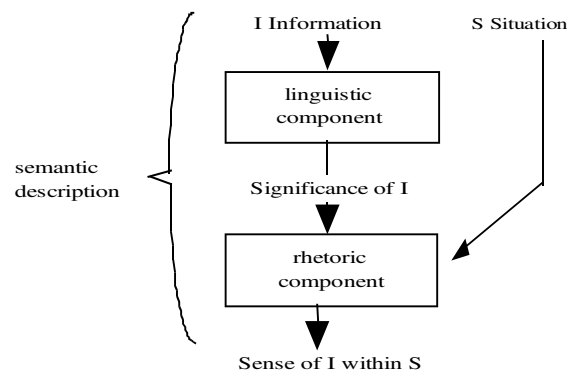 I Information
S Situation
linguistic
component
semantic
description
Significance of I
rhetoric
component
Sense of I within S